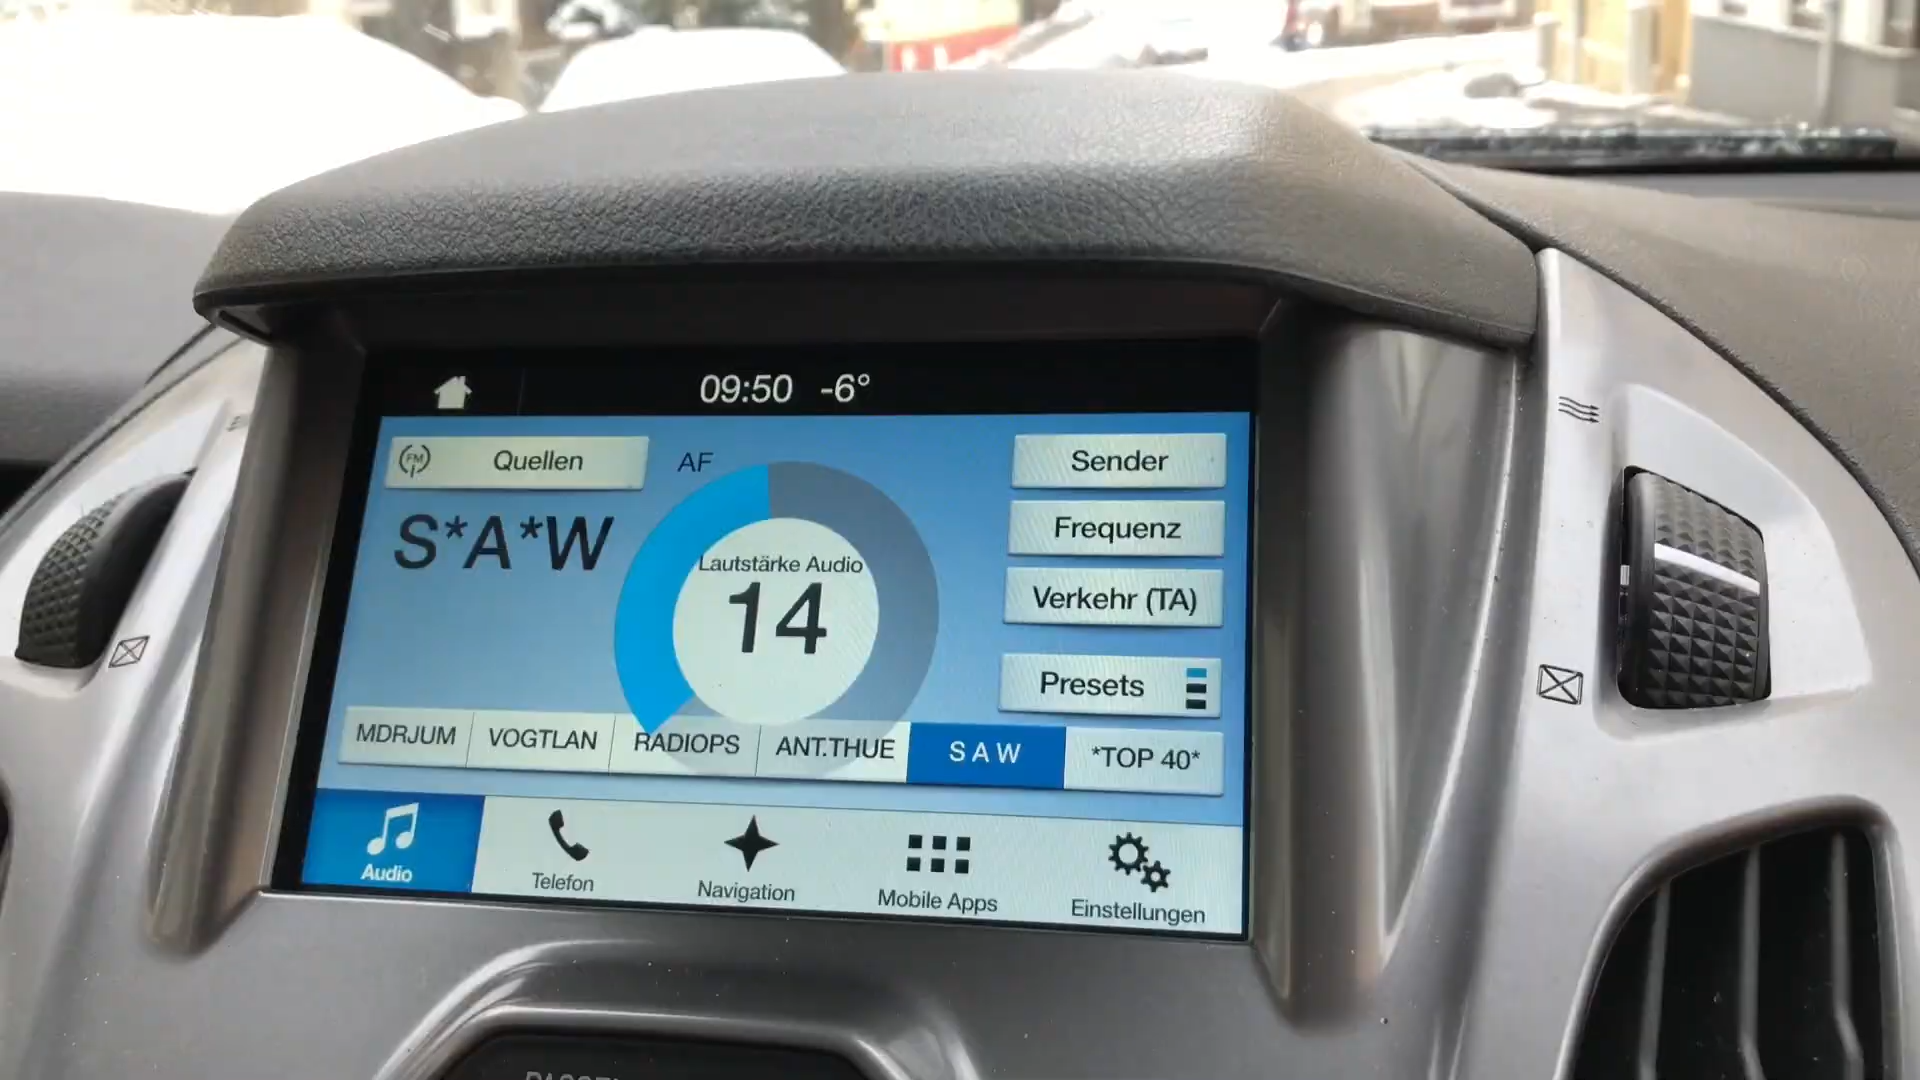 09:50 -6°
FM
Quellen
AF
Sender
S*A*W
Frequenz
Lautstärke Audio
14
Verkehr (TA)
Presets
MDRJUM
VOGTLAN
RADIOPS
ANT.THUE
S A W
*TOP 40*
Audio
Telefon
Navigation
Mobile Apps
Einstellungen